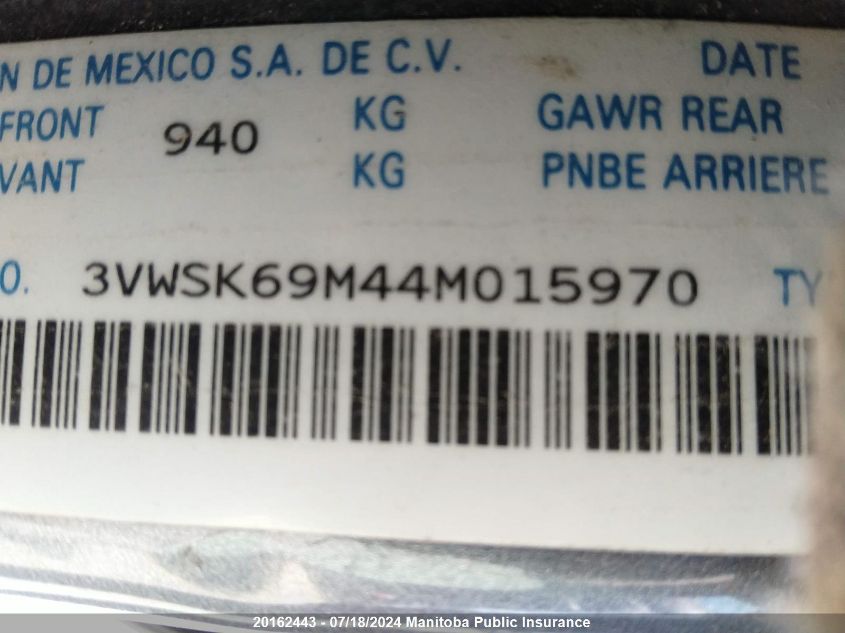 N DE MEXICO S.A. DE C.V. DATE
FRONT 940 KG GAWR REAR
VANT KG PNBE ARRIERE
O. 3VWSK69M44M015970 TY
20162443 - 07/18/2024 Manitoba Public Insurance